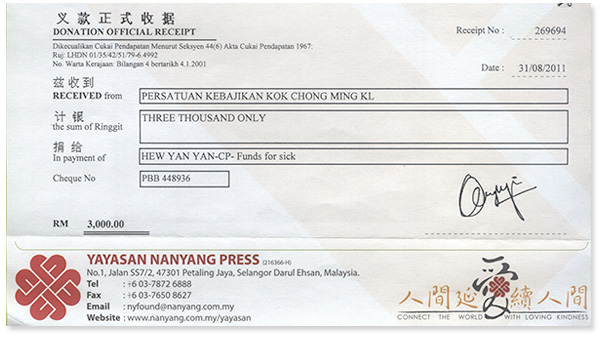 义款正式收据
DONATION OFFICIAL RECEIPT
Receipt No : 269694
Dikecualikan Cukai Pendapatan Menurut Seksyen 44(6) Akta Cukai Pendapatan 1967:
Ruj: LHDN 01/35/42/51/79-6.4992
No. Warta Kerajaan: Bilangan 4 bertarikh 4.1.2001
Date : 31/08/2011
兹收到
RECEIVED from PERSATUAN KEBAJIKAN KOK CHONG MING KL
计银
the sum of Ringgit THREE THOUSAND ONLY
捐给
In payment of HEW YAN YAN-CP- Funds for sick
Cheque No PBB 448936
RM 3,000.00
YAYASAN NANYANG PRESS (216366-H)
No.1, Jalan SS7/2, 47301 Petaling Jaya, Selangor Darul Ehsan, Malaysia.
Tel : +6 03-7872 6888
Fax : +6 03-7650 8627
Email : nyfound@nanyang.com.my
Website : www.nanyang.com.my/yayasan
人間延愛續人間
CONNECT THE WORLD WITH LOVING KINDNESS